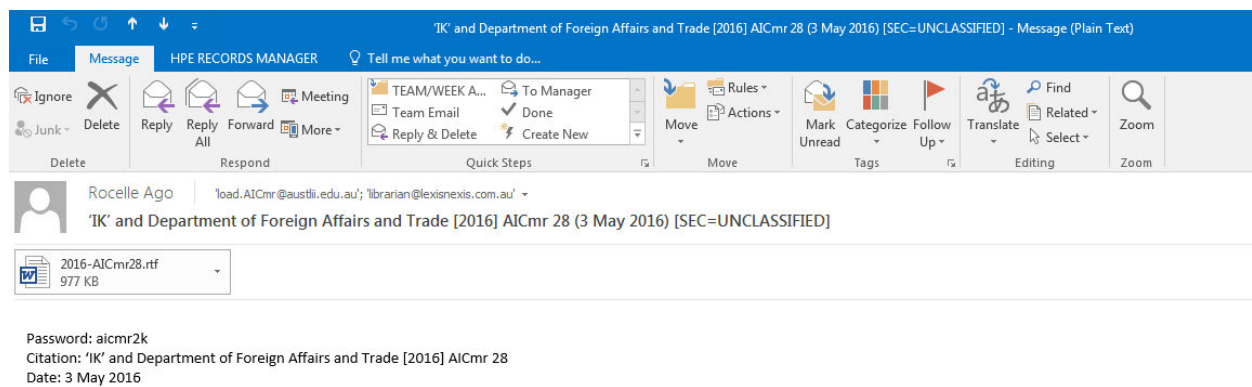 ‘IK’ and Department of Foreign Affairs and Trade [2016] AICmr 28 (3 May 2016) [SEC=UNCLASSIFIED] - Message (Plain Text)
File Message HPE RECORDS MANAGER Tell me what you want to do...
Ignore
Junk
Delete
Reply
Reply All
Forward
Meeting
More
TEAM/WEEK A...
To Manager
Team Email
Done
Reply & Delete
Create New
Move
Rules
Actions
Mark Unread
Categorize
Follow Up
Translate
Find
Related
Select
Zoom
Delete Respond Quick Steps Move Tags Editing Zoom
Rocelle Ago 'load.AICmr@austlii.edu.au'; 'librarian@lexisnexis.com.au'
‘IK’ and Department of Foreign Affairs and Trade [2016] AICmr 28 (3 May 2016) [SEC=UNCLASSIFIED]
2016-AICmr28.rtf
977 KB
Password: aicmr2k
Citation: ‘IK’ and Department of Foreign Affairs and Trade [2016] AICmr 28
Date: 3 May 2016